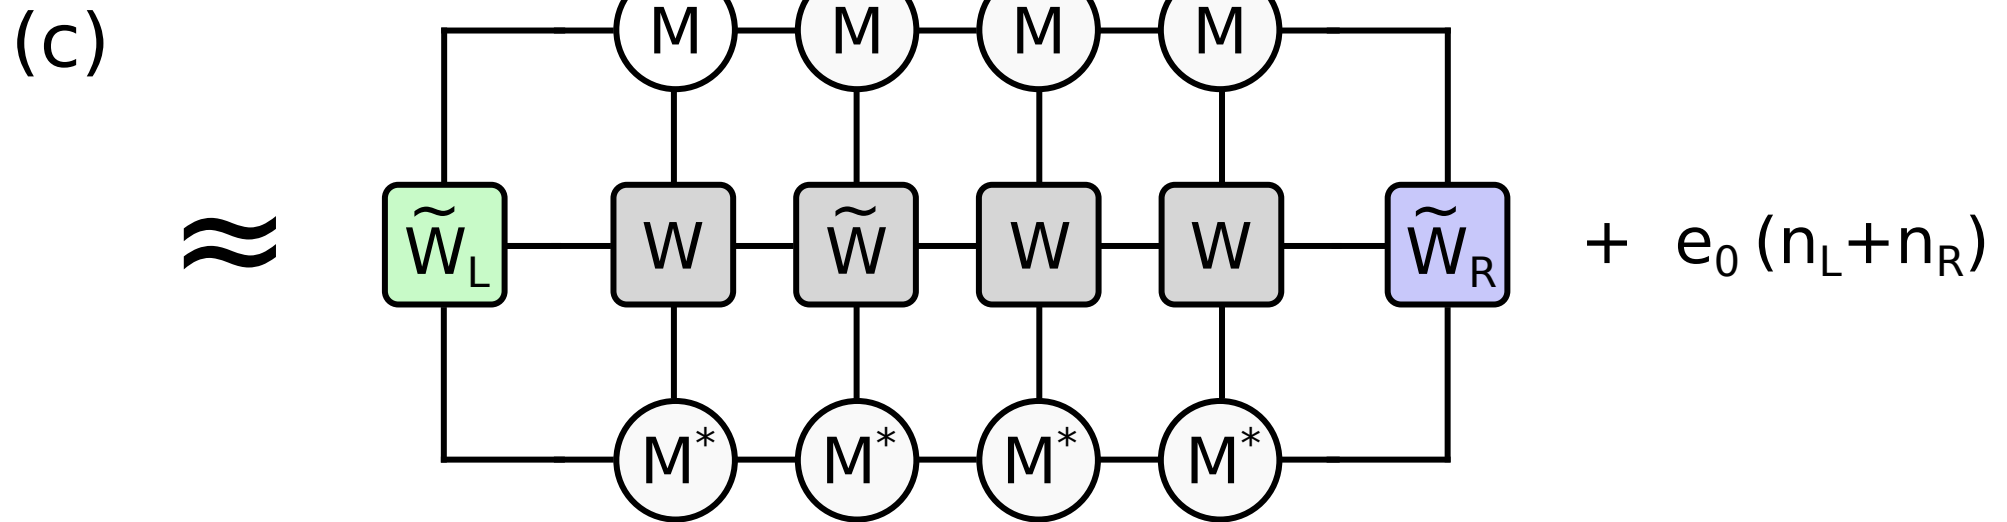 (c)
M M M M
≈ W̃L W W̃ W W W̃R + e0 (nL+nR)
M* M* M* M*